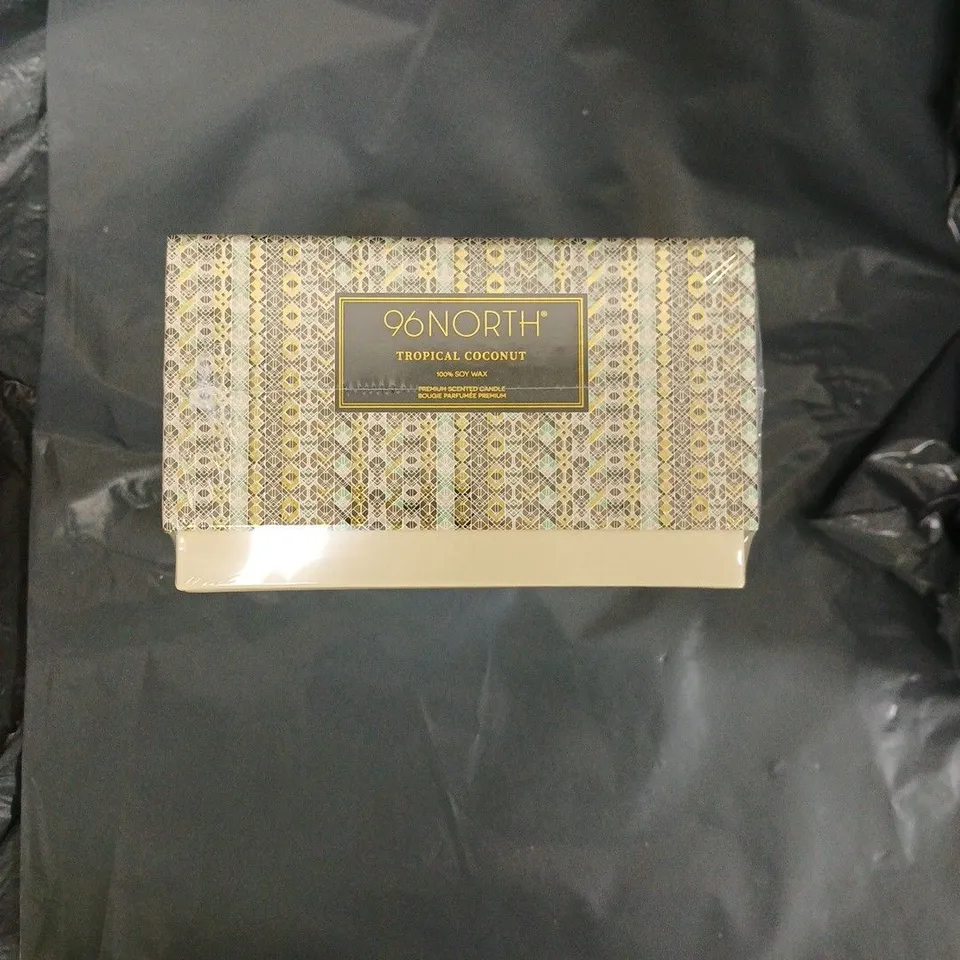 96NORTH®
TROPICAL COCONUT
100% SOY WAX
PREMIUM SCENTED CANDLE
BOUGIE PARFUMÉE PREMIUM